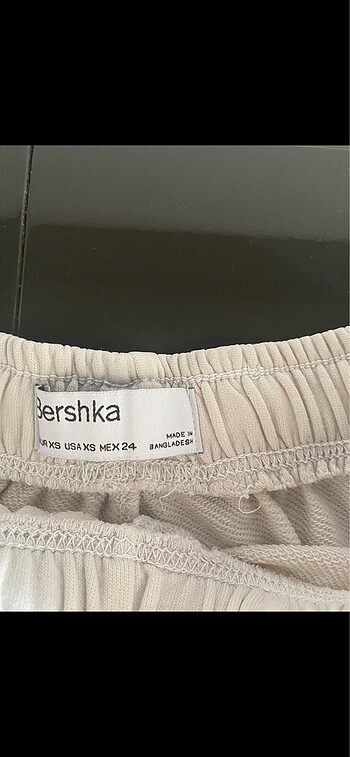 Bershka
EUR XS USA XS MEX 24
MADE IN
BANGLADESH